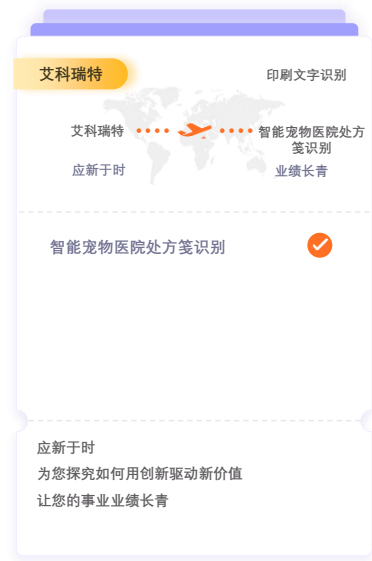 艾科瑞特
印刷文字识别
艾科瑞特
智能宠物医院处方
笺识别
应新于时
业绩长青
智能宠物医院处方笺识别
应新于时
为您探究如何用创新驱动新价值
让您的事业业绩长青